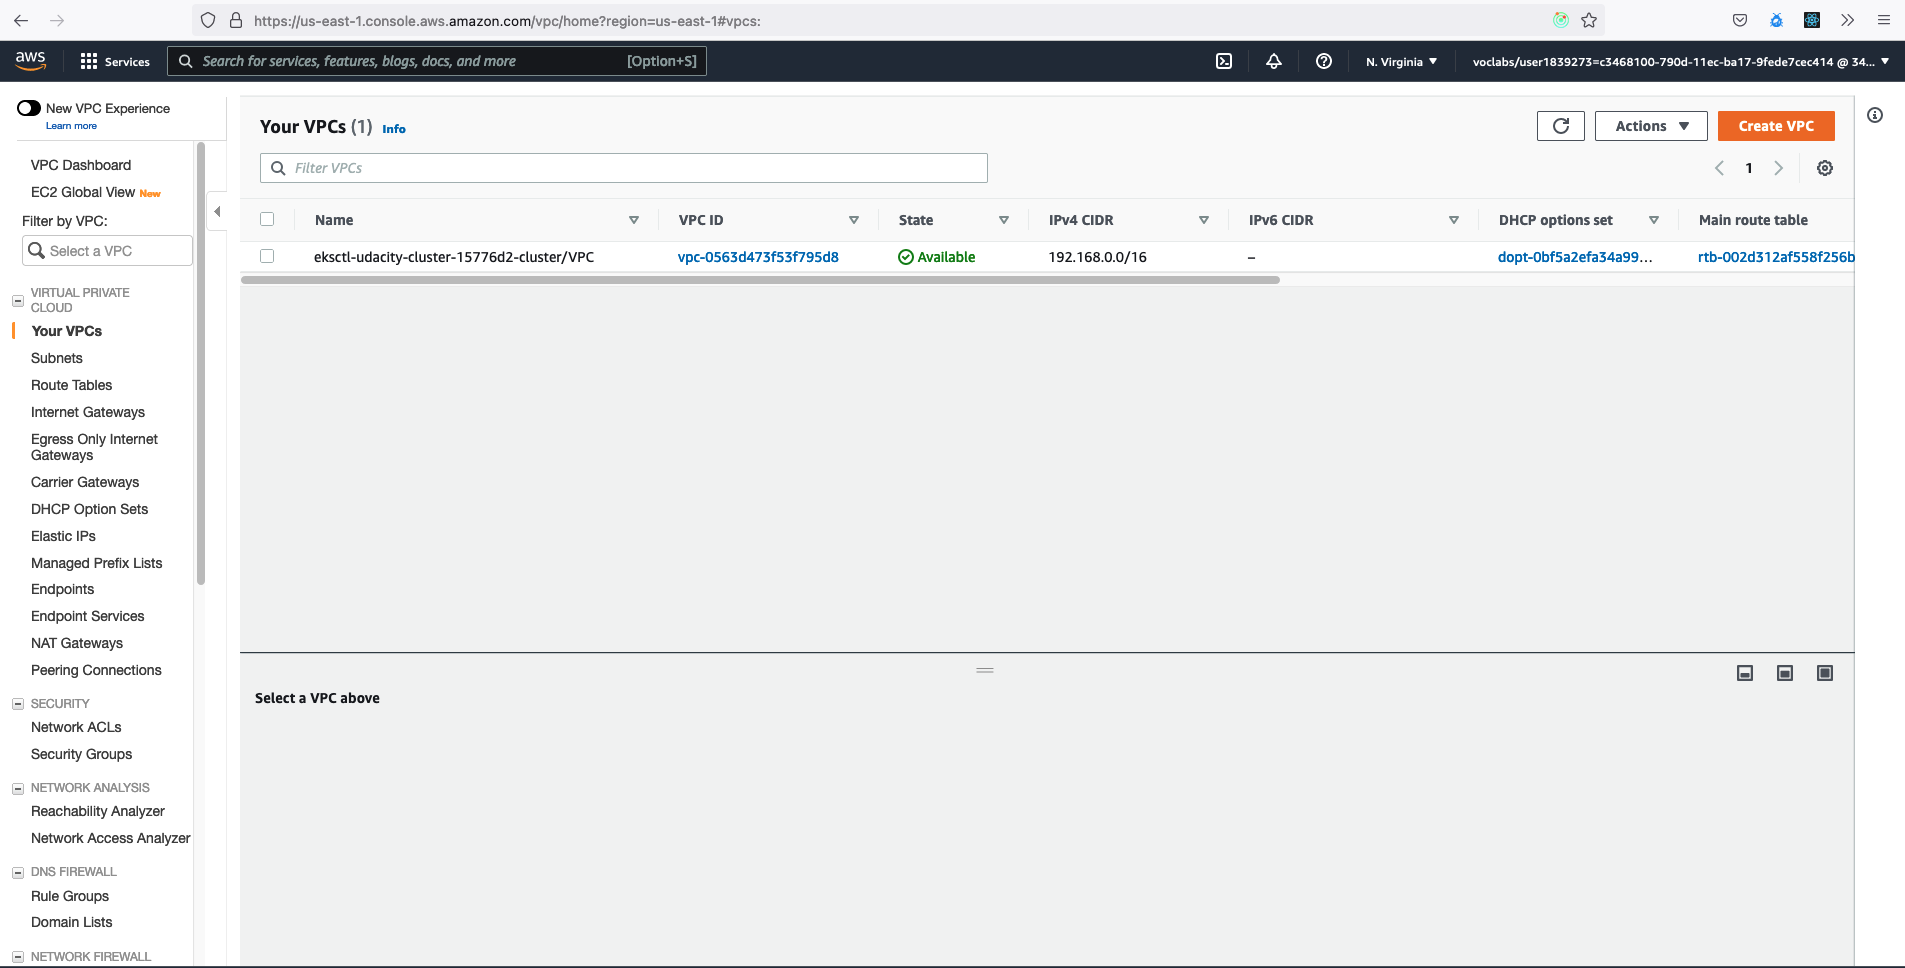 https://us-east-1.console.aws.amazon.com/vpc/home?region=us-east-1#vpcs:
aws
Services
Search for services, features, blogs, docs, and more
[Option+S]
N. Virginia
voclabs/user1839273=c3468100-790d-11ec-ba17-9fede7cec414 @ 34...
New VPC Experience
Learn more
VPC Dashboard
EC2 Global View New
Filter by VPC:
Select a VPC
VIRTUAL PRIVATE
CLOUD
Your VPCs
Subnets
Route Tables
Internet Gateways
Egress Only Internet
Gateways
Carrier Gateways
DHCP Option Sets
Elastic IPs
Managed Prefix Lists
Endpoints
Endpoint Services
NAT Gateways
Peering Connections
SECURITY
Network ACLs
Security Groups
NETWORK ANALYSIS
Reachability Analyzer
Network Access Analyzer
DNS FIREWALL
Rule Groups
Domain Lists
NETWORK FIREWALL
Your VPCs (1) Info
Actions
Create VPC
Filter VPCs
1
Name VPC ID State IPv4 CIDR IPv6 CIDR DHCP options set Main route table
eksctl-udacity-cluster-15776d2-cluster/VPC vpc-0563d473f53f795d8 Available 192.168.0.0/16 – dopt-0bf5a2efa34a99... rtb-002d312af558f256b
Select a VPC above